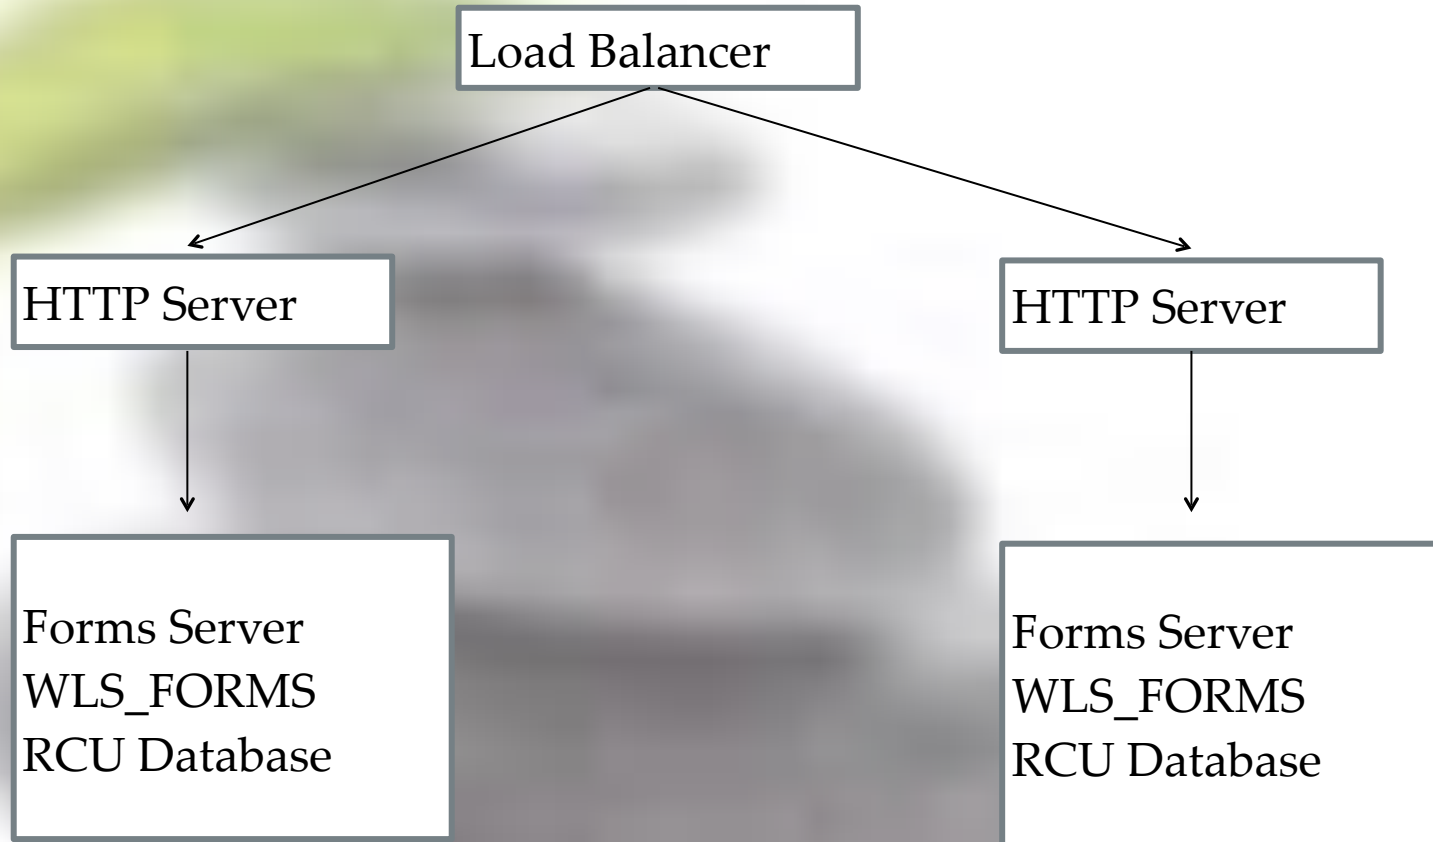 Load Balancer
HTTP Server
HTTP Server
Forms Server
WLS_FORMS
RCU Database
Forms Server
WLS_FORMS
RCU Database